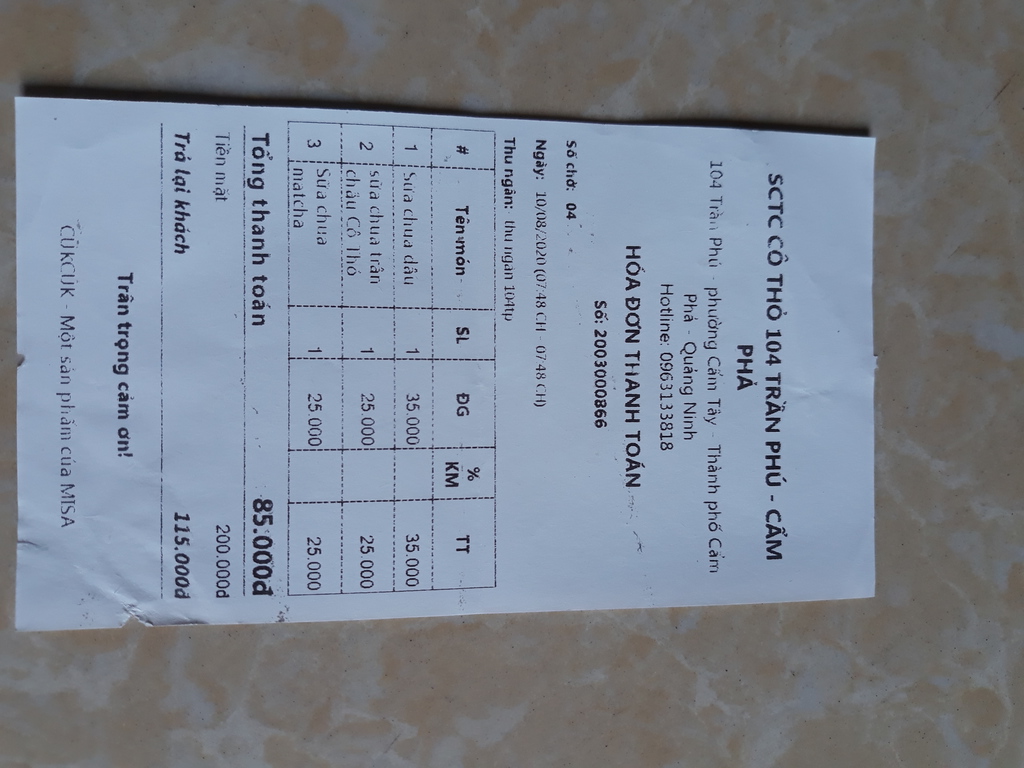 SCTC CÔ THỎ 104 TRẦN PHÚ - CẨM
PHẢ
104 Trần Phú - phường Cẩm Tây - Thành phố Cẩm
Phả - Quảng Ninh
Hotline: 0963133818
HÓA ĐƠN THANH TOÁN
Số: 2003000866
Số chờ: 04
Ngày: 10/08/2020 (07:48 CH - 07:48 CH)
Thu ngân: thu ngan 104tp
# Tên món SL ĐG % KM TT
1 Sữa chua dâu 1 35.000 35.000
2 sữa chua trân 1 25.000 25.000
châu Cô Thỏ
3 Sữa chua 1 25.000 25.000
matcha
Tổng thanh toán 85.000đ
Tiền mặt 200.000đ
Trả lại khách 115.000đ
Trân trọng cảm ơn!
CUKCUK - Một sản phẩm của MISA